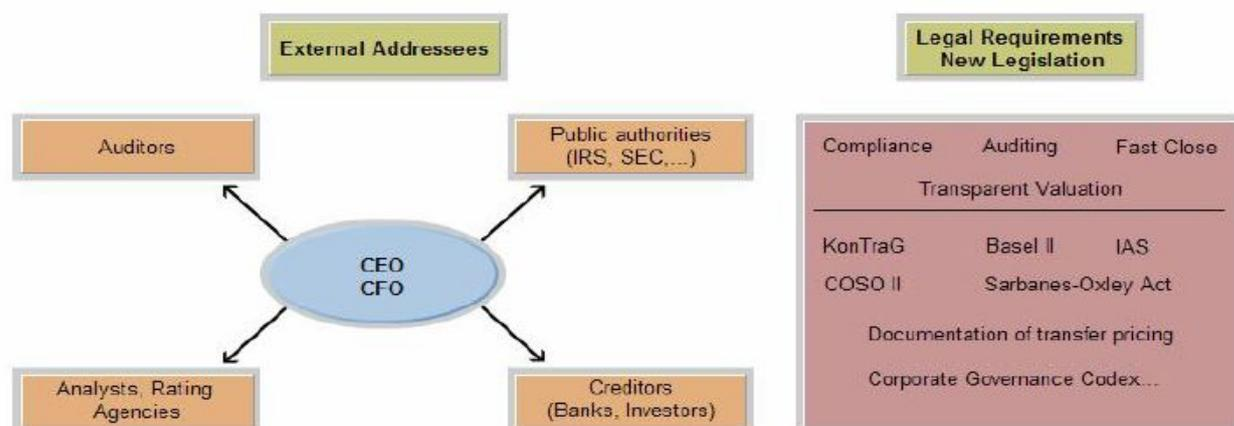 External Addressees
Legal Requirements
New Legislation
Auditors
Public authorities
(IRS, SEC,...)
CEO
CFO
Analysts, Rating
Agencies
Creditors
(Banks, Investors)
Compliance Auditing Fast Close
Transparent Valuation
KonTraG Basel II IAS
COSO II Sarbanes-Oxley Act
Documentation of transfer pricing
Corporate Governance Codex...